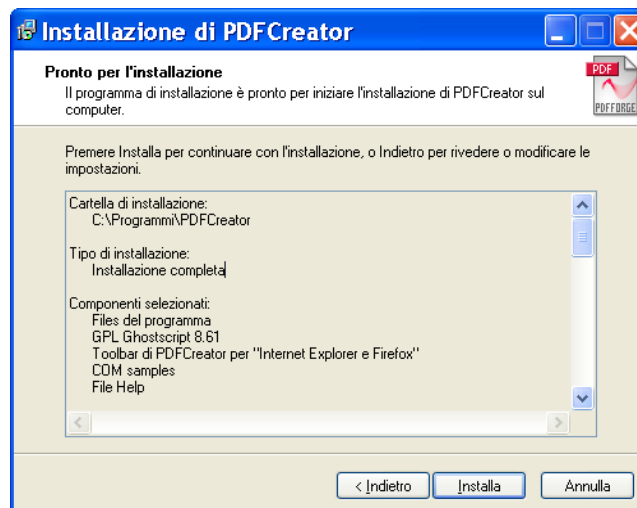 Installazione di PDFCreator
Pronto per l'installazione
Il programma di installazione è pronto per iniziare l'installazione di PDFCreator sul
computer.
PDF
PDFFORGE
Premere Installa per continuare con l'installazione, o Indietro per rivedere o modificare le
impostazioni.
Cartella di installazione:
C:\Programmi\PDFCreator
Tipo di installazione:
Installazione completa
Componenti selezionati:
Files del programma
GPL Ghostscript 8.61
Toolbar di PDFCreator per "Internet Explorer e Firefox"
COM samples
File Help
< Indietro
Installa
Annulla